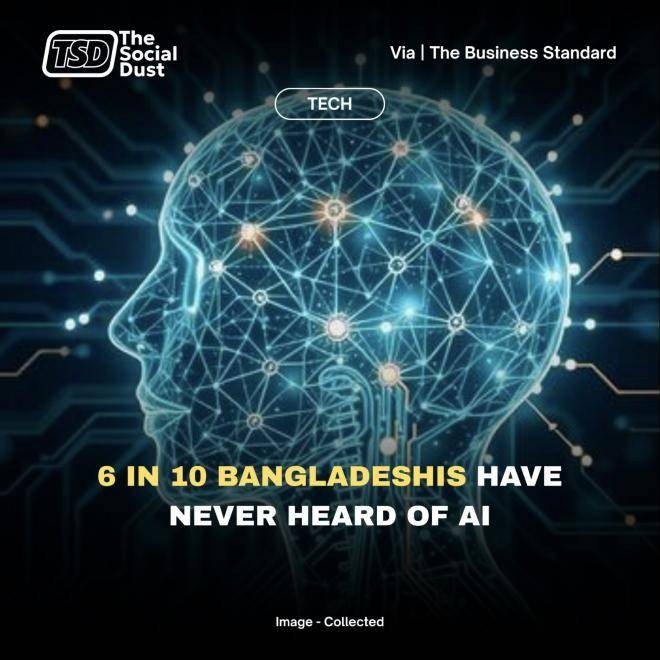 TSD The
Social
Dust
Via | The Business Standard
TECH
6 IN 10 BANGLADESHIS HAVE
NEVER HEARD OF AI
Image - Collected